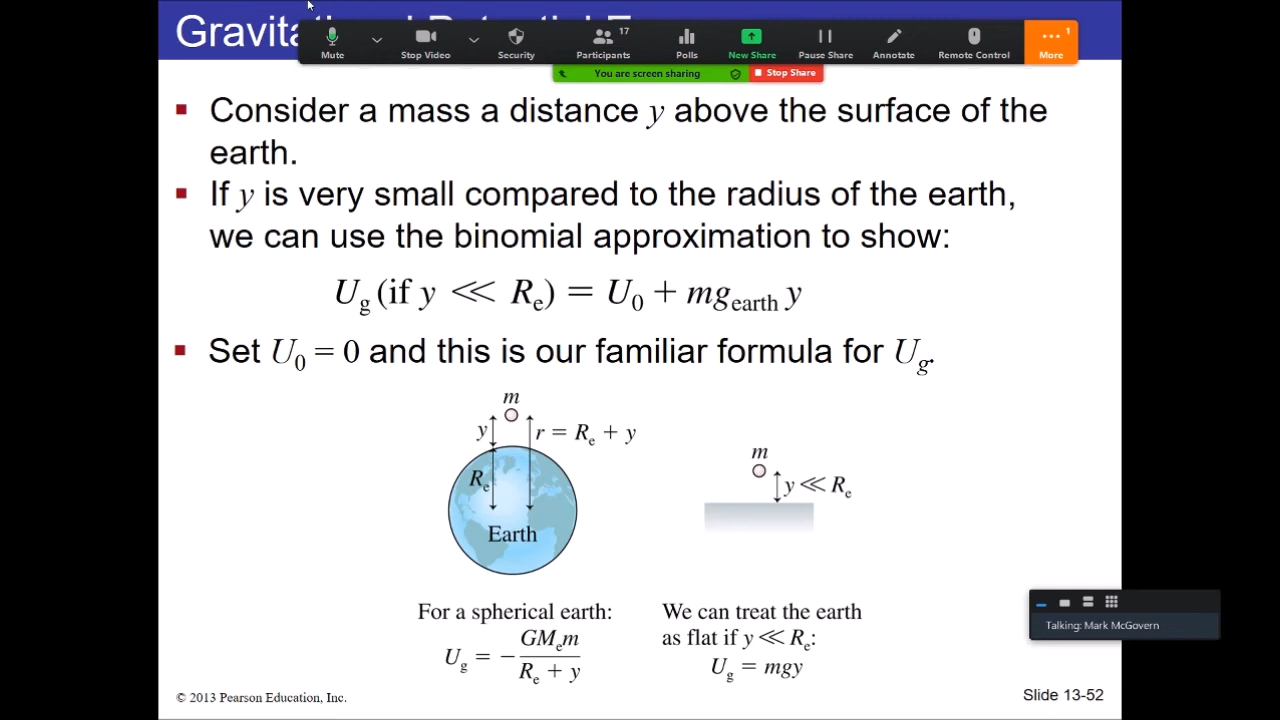 Gravitational Potential E
17
1
Mute
Stop Video
Security
Participants
Polls
New Share
Pause Share
Annotate
Remote Control
More
You are screen sharing
Stop Share
▪ Consider a mass a distance y above the surface of the
earth.
▪ If y is very small compared to the radius of the earth,
we can use the binomial approximation to show:
U_g (if y ≪ R_e) = U_0 + mg_earth y
▪ Set U_0 = 0 and this is our familiar formula for U_g.
m
y
r = R_e + y
R_e
Earth
m
y ≪ R_e
For a spherical earth:
U_g = − GM_e m / R_e + y
We can treat the earth
as flat if y ≪ R_e:
U_g = mgy
Talking: Mark McGovern
© 2013 Pearson Education, Inc.
Slide 13-52